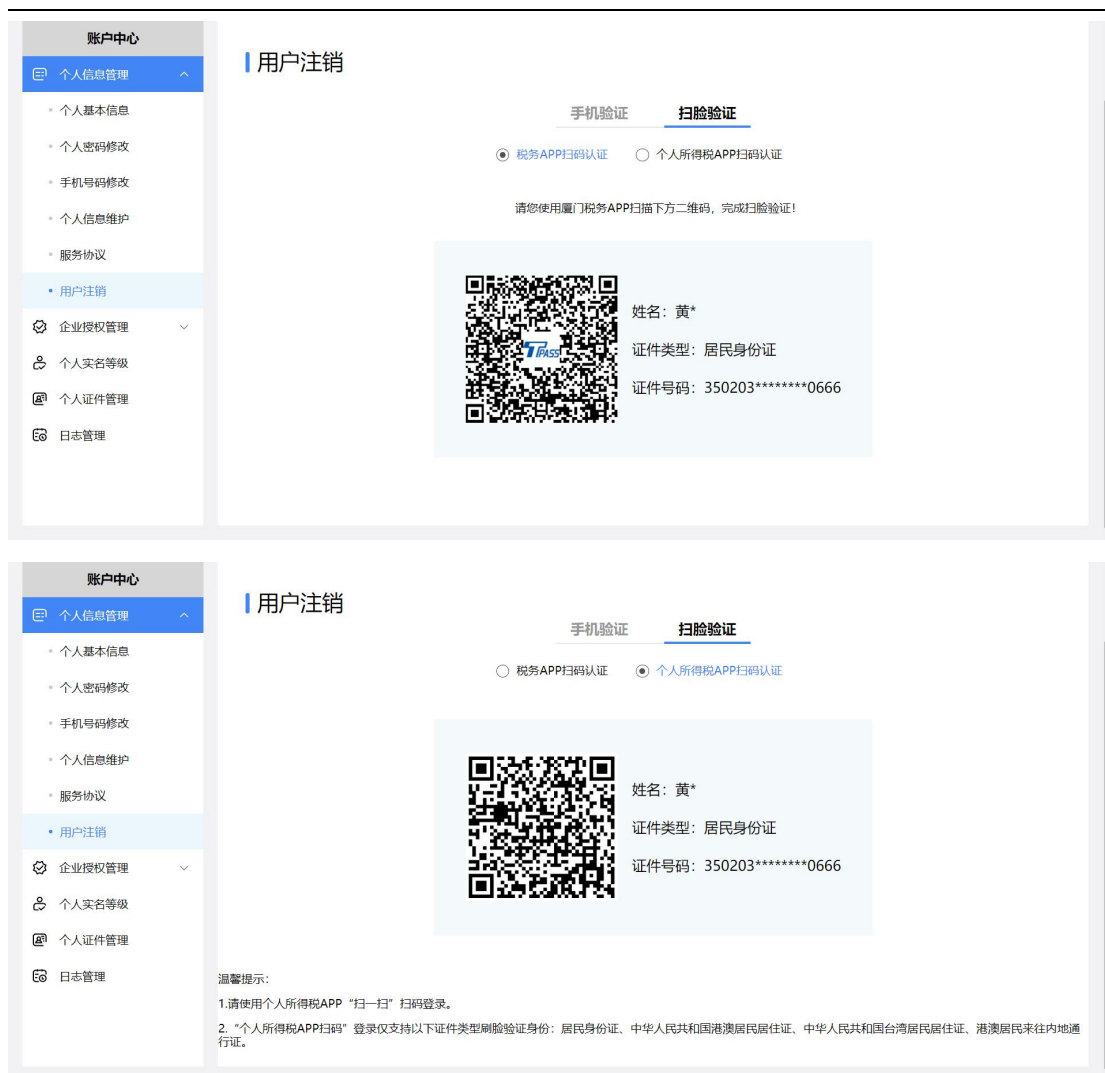 账户中心
个人信息管理
个人基本信息
个人密码修改
手机号码修改
个人信息维护
服务协议
用户注销
企业授权管理
个人实名等级
个人证件管理
日志管理
用户注销
手机验证 扫脸验证
税务APP扫码认证 个人所得税APP扫码认证
请您使用厦门税务APP扫描下方二维码，完成扫脸验证！
TPASS
姓名：黄*
证件类型：居民身份证
证件号码：350203********0666
账户中心
个人信息管理
个人基本信息
个人密码修改
手机号码修改
个人信息维护
服务协议
用户注销
企业授权管理
个人实名等级
个人证件管理
日志管理
用户注销
手机验证 扫脸验证
税务APP扫码认证 个人所得税APP扫码认证
姓名：黄*
证件类型：居民身份证
证件号码：350203********0666
温馨提示：
1.请使用个人所得税APP“扫一扫”扫码登录。
2.“个人所得税APP扫码”登录仅支持以下证件类型刷脸验证身份：居民身份证、中华人民共和国港澳居民居住证、中华人民共和国台湾居民居住证、港澳居民来往内地通
行证。